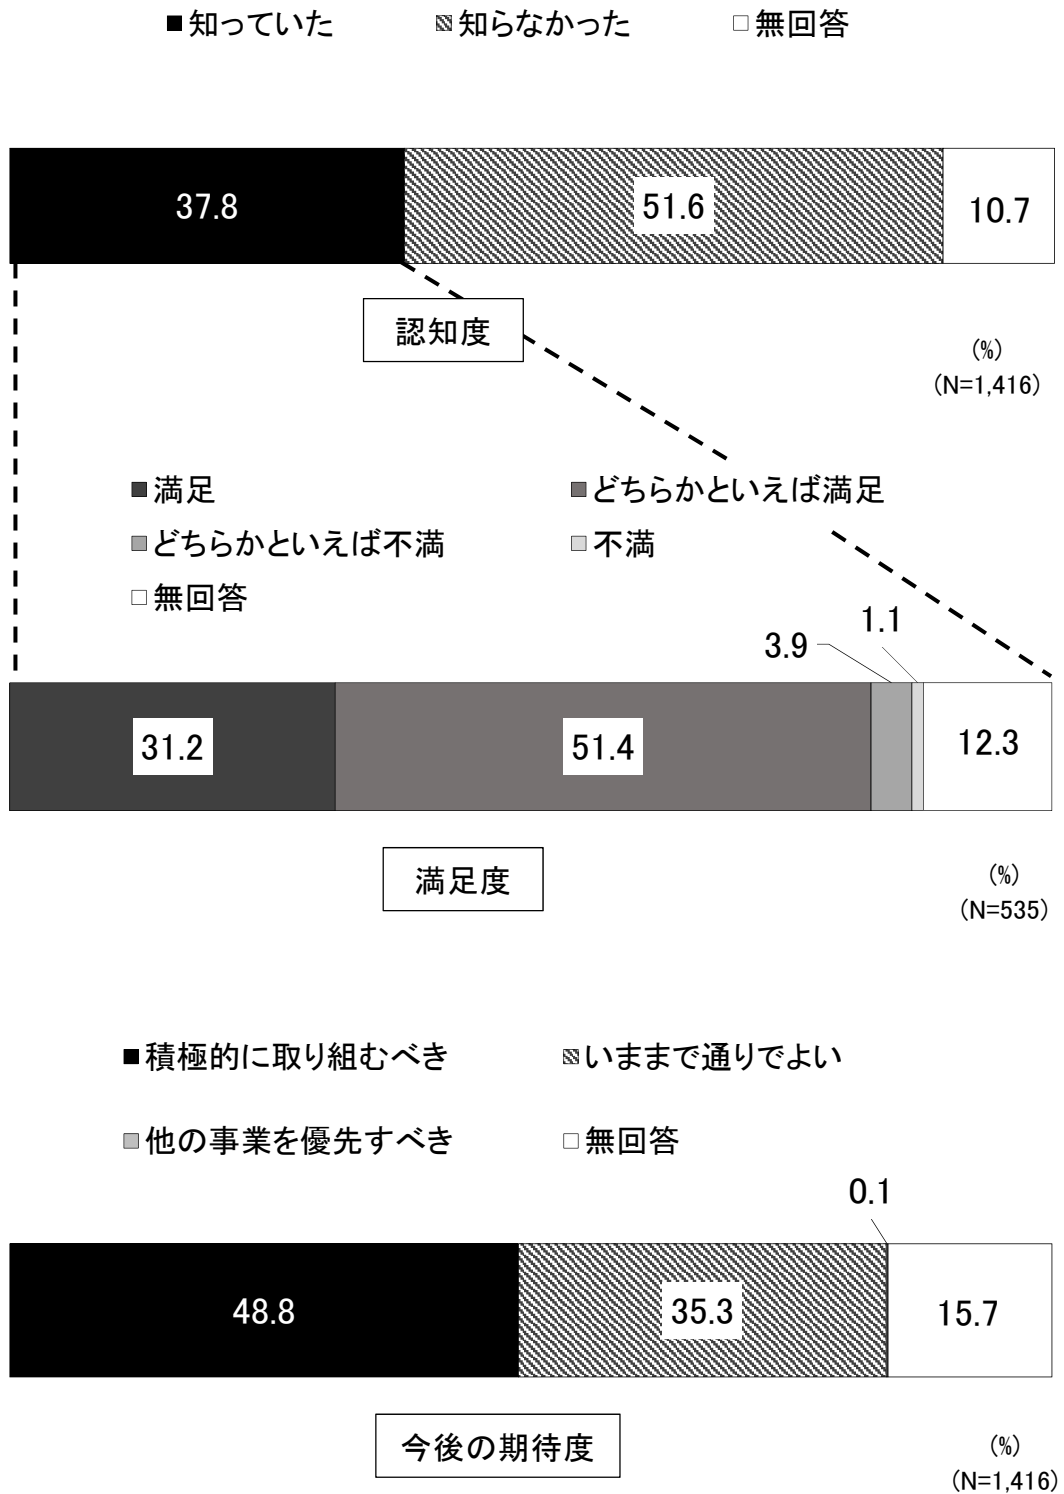 知っていた 知らなかった 無回答
37.8 51.6 10.7
認知度
(%)
(N=1,416)
満足 どちらかといえば満足
どちらかといえば不満 不満
無回答
3.9 1.1
31.2 51.4 12.3
満足度
(%)
(N=535)
積極的に取り組むべき いままで通りでよい
他の事業を優先すべき 無回答
0.1
48.8 35.3 15.7
今後の期待度
(%)
(N=1,416)